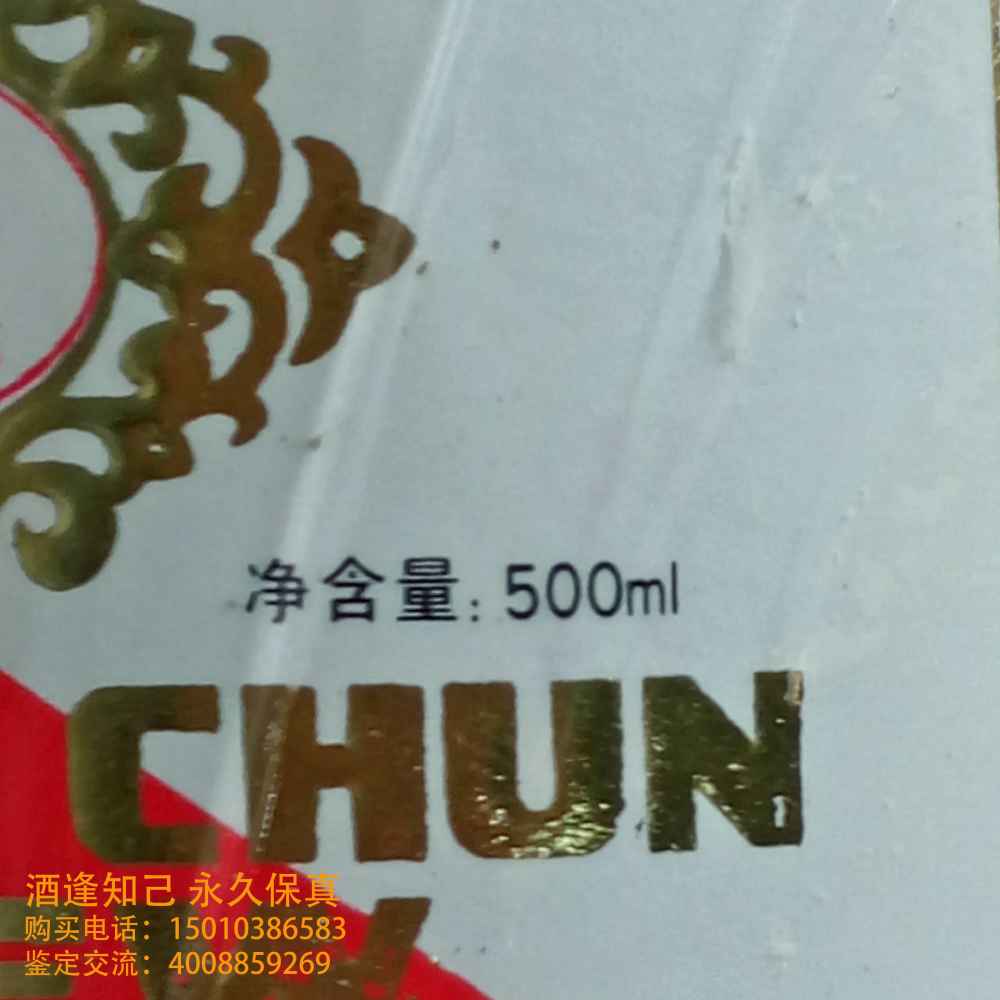 净含量: 500ml
CHUN
酒逢知己 永久保真
购买电话：15010386583
鉴定交流：4008859269